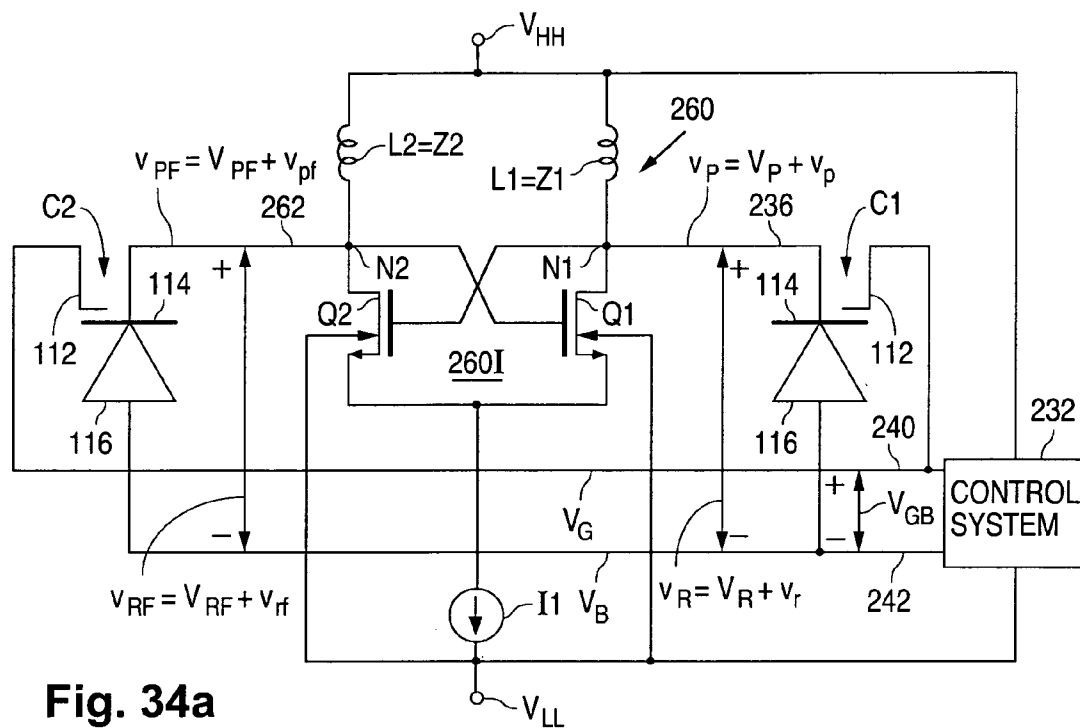 V_HH
L2=Z2
L1=Z1
260
v_PF = V_PF + v_pf
v_P = V_P + v_p
C2
262
236
C1
N2
N1
114
Q2
Q1
114
112
260I
112
116
116
240
232
CONTROL
SYSTEM
V_G
V_GB
V_B
v_RF = V_RF + v_rf
v_R = V_R + v_r
242
I1
V_LL
Fig. 34a
+
−
+
−
+
−